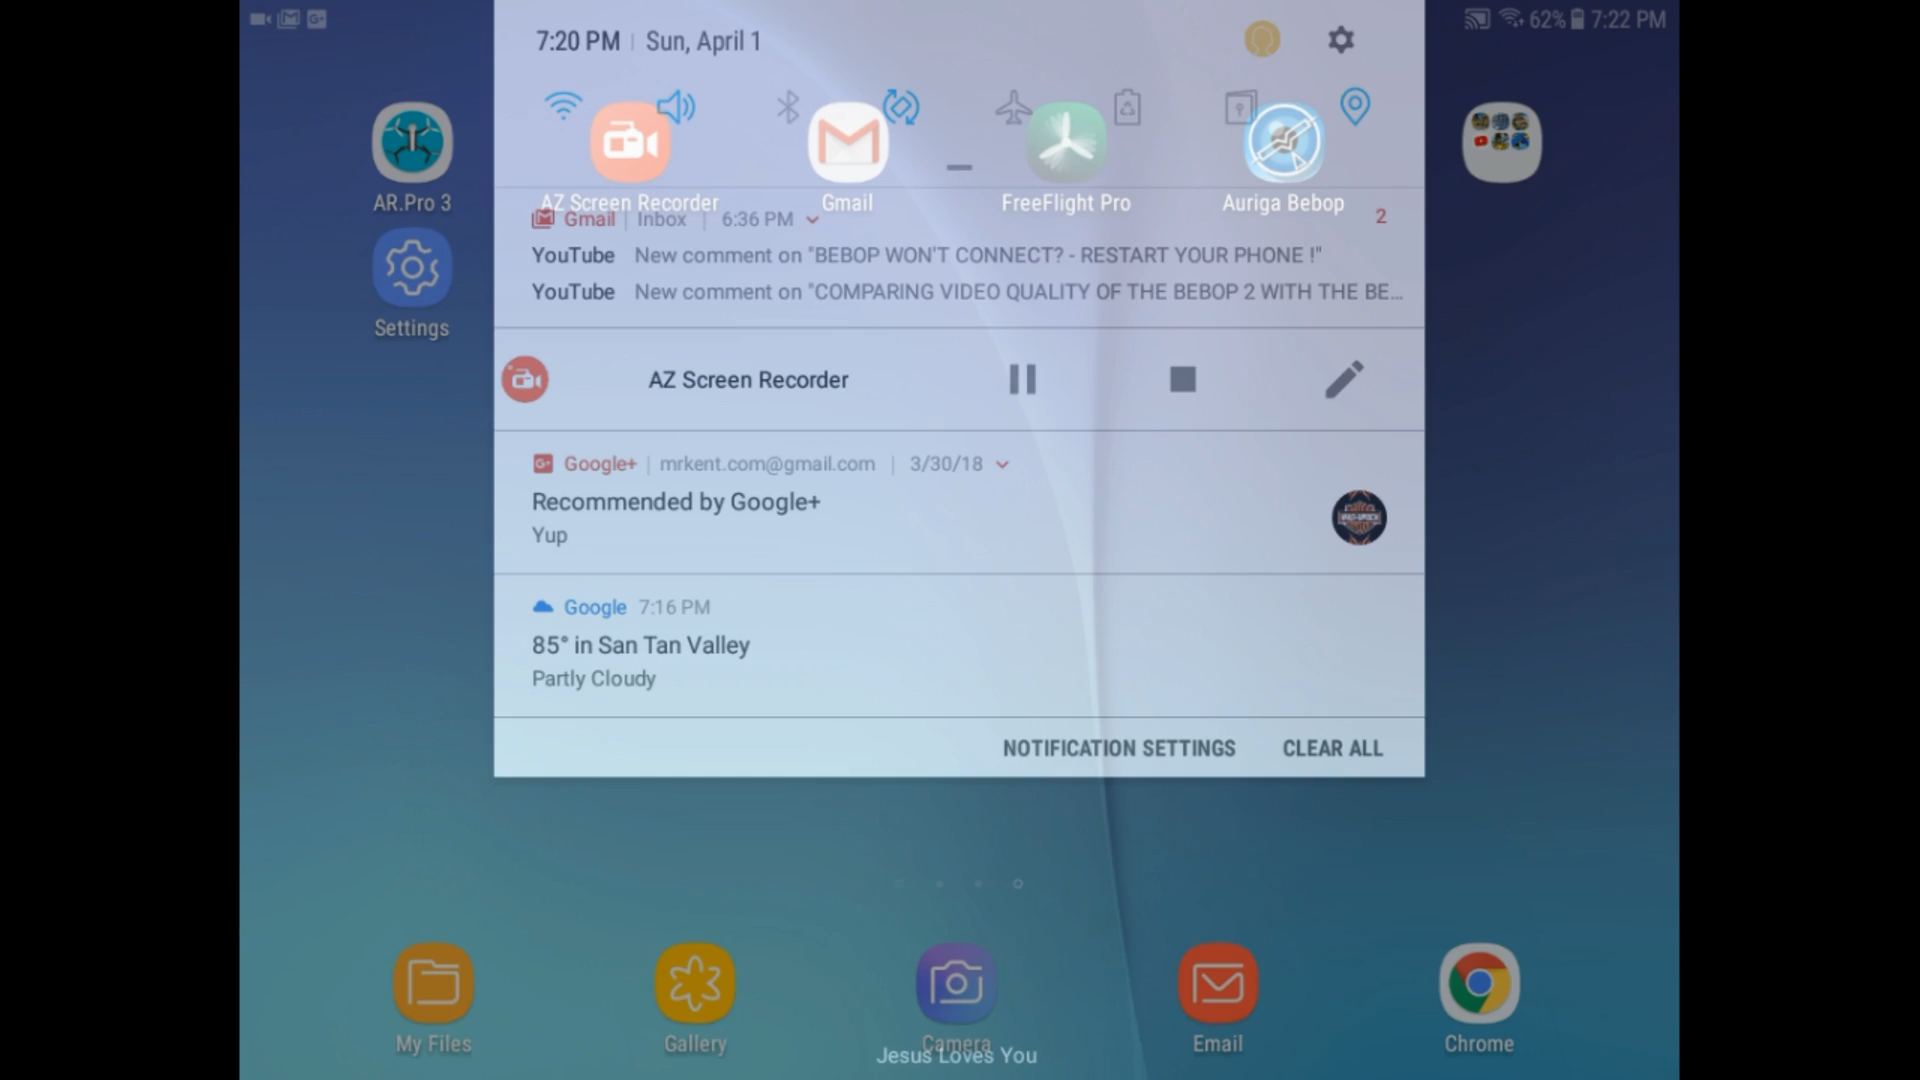 62% 7:22 PM
7:20 PM | Sun, April 1
AR.Pro 3
AZ Screen Recorder
Gmail
FreeFlight Pro
Auriga Bebop
Gmail | Inbox | 6:36 PM
2
YouTube New comment on "BEBOP WON'T CONNECT? - RESTART YOUR PHONE !"
YouTube New comment on "COMPARING VIDEO QUALITY OF THE BEBOP 2 WITH THE BE...
Settings
AZ Screen Recorder
Google+ | mrkent.com@gmail.com | 3/30/18
Recommended by Google+
Yup
Google 7:16 PM
85° in San Tan Valley
Partly Cloudy
NOTIFICATION SETTINGS CLEAR ALL
My Files
Gallery
Camera
Email
Chrome
Jesus Loves You